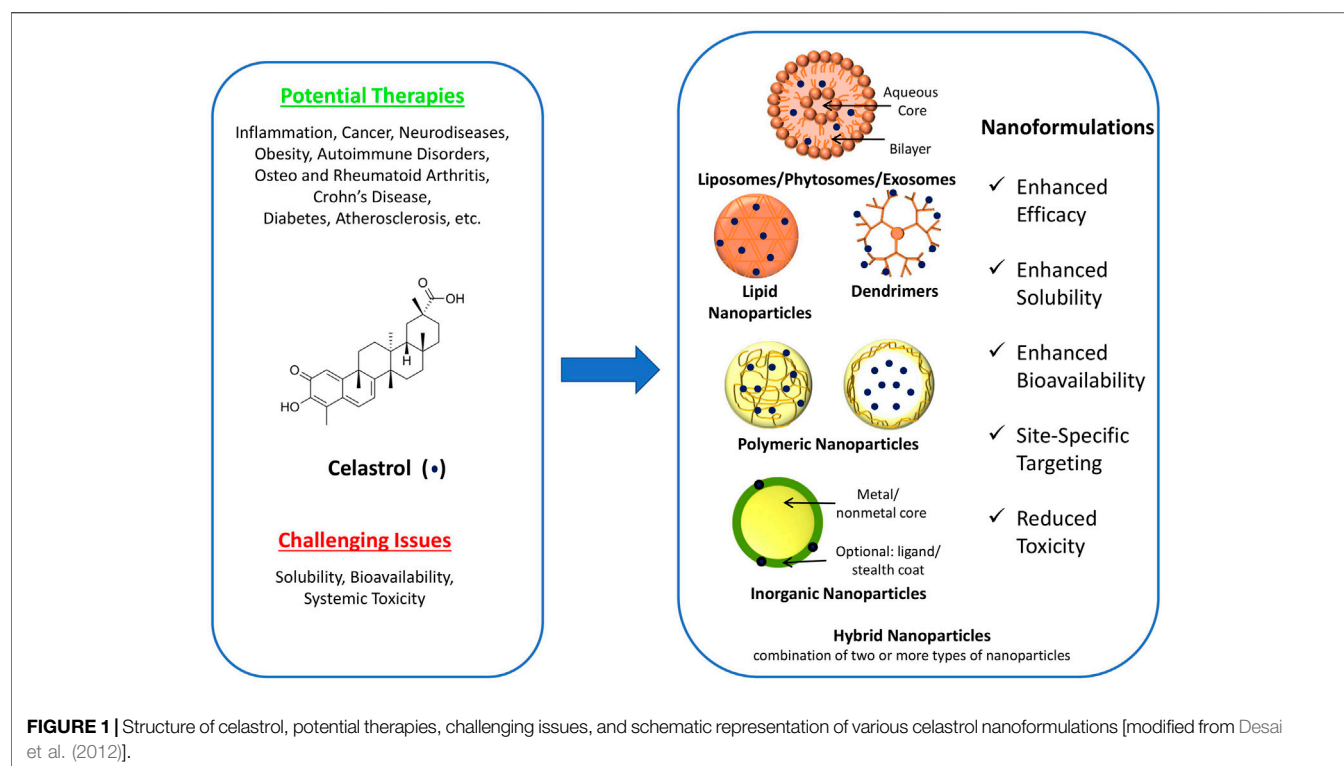 Potential Therapies
Inflammation, Cancer, Neurodiseases,
Obesity, Autoimmune Disorders,
Osteo and Rheumatoid Arthritis,
Crohn's Disease,
Diabetes, Atherosclerosis, etc.
O
OH
H
O
HO
Celastrol (•)
Challenging Issues
Solubility, Bioavailability,
Systemic Toxicity
Aqueous
Core
Bilayer
Liposomes/Phytosomes/Exosomes
Lipid
Nanoparticles
Dendrimers
Polymeric Nanoparticles
Metal/
nonmetal core
Optional: ligand/
stealth coat
Inorganic Nanoparticles
Hybrid Nanoparticles
combination of two or more types of nanoparticles
Nanoformulations
✓ Enhanced
Efficacy
✓ Enhanced
Solubility
✓ Enhanced
Bioavailability
✓ Site-Specific
Targeting
✓ Reduced
Toxicity
FIGURE 1 | Structure of celastrol, potential therapies, challenging issues, and schematic representation of various celastrol nanoformulations [modified from Desai
et al. (2012)].